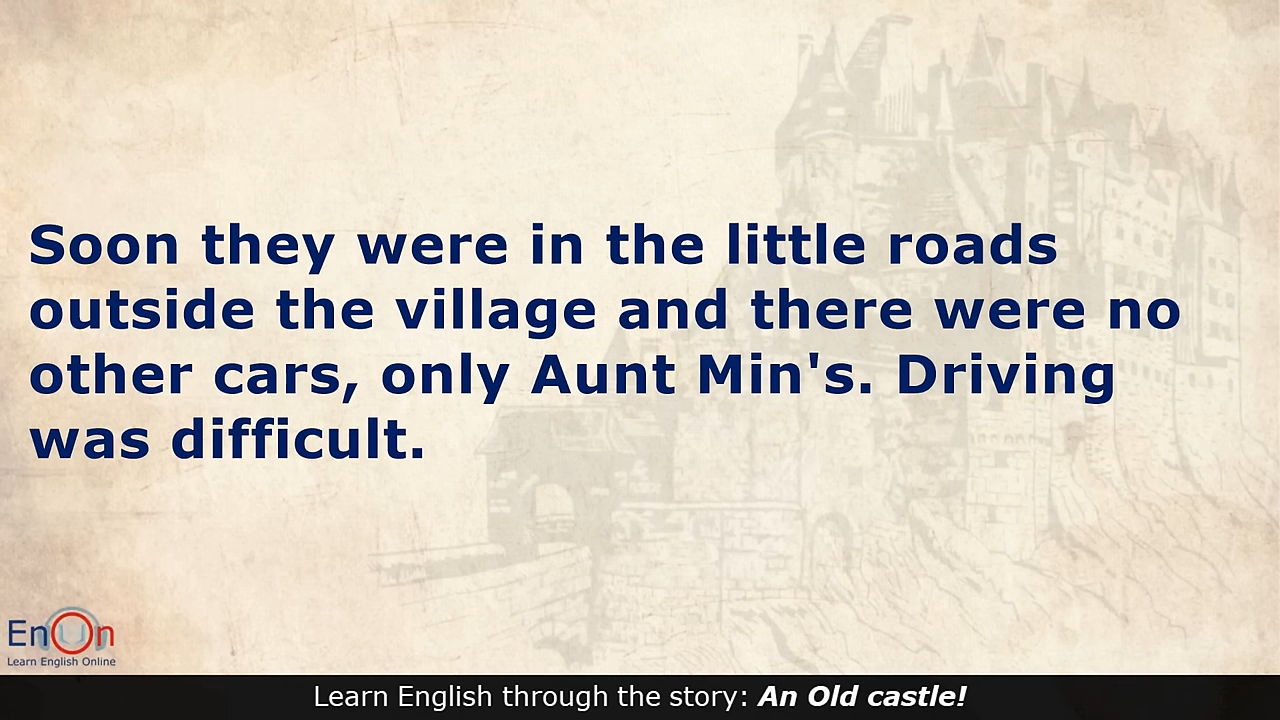 Soon they were in the little roads
outside the village and there were no
other cars, only Aunt Min's. Driving
was difficult.
EnOn
Learn English Online
Learn English through the story: An Old castle!